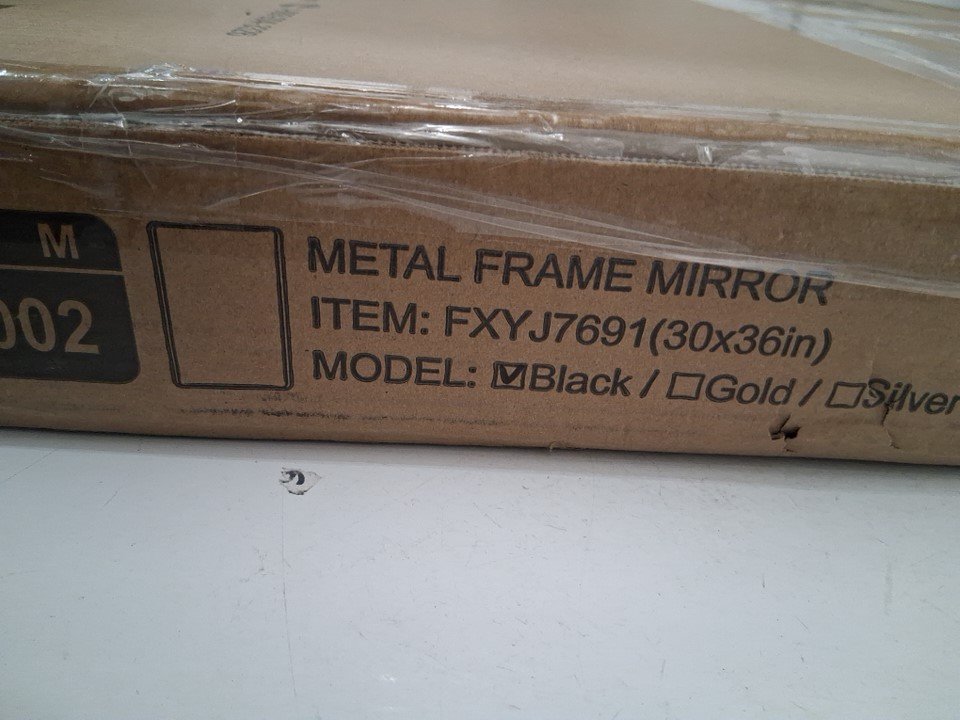 M
002
METAL FRAME MIRROR
ITEM: FXYJ7691(30x36in)
MODEL: ☑Black / ☐Gold / ☐Silver